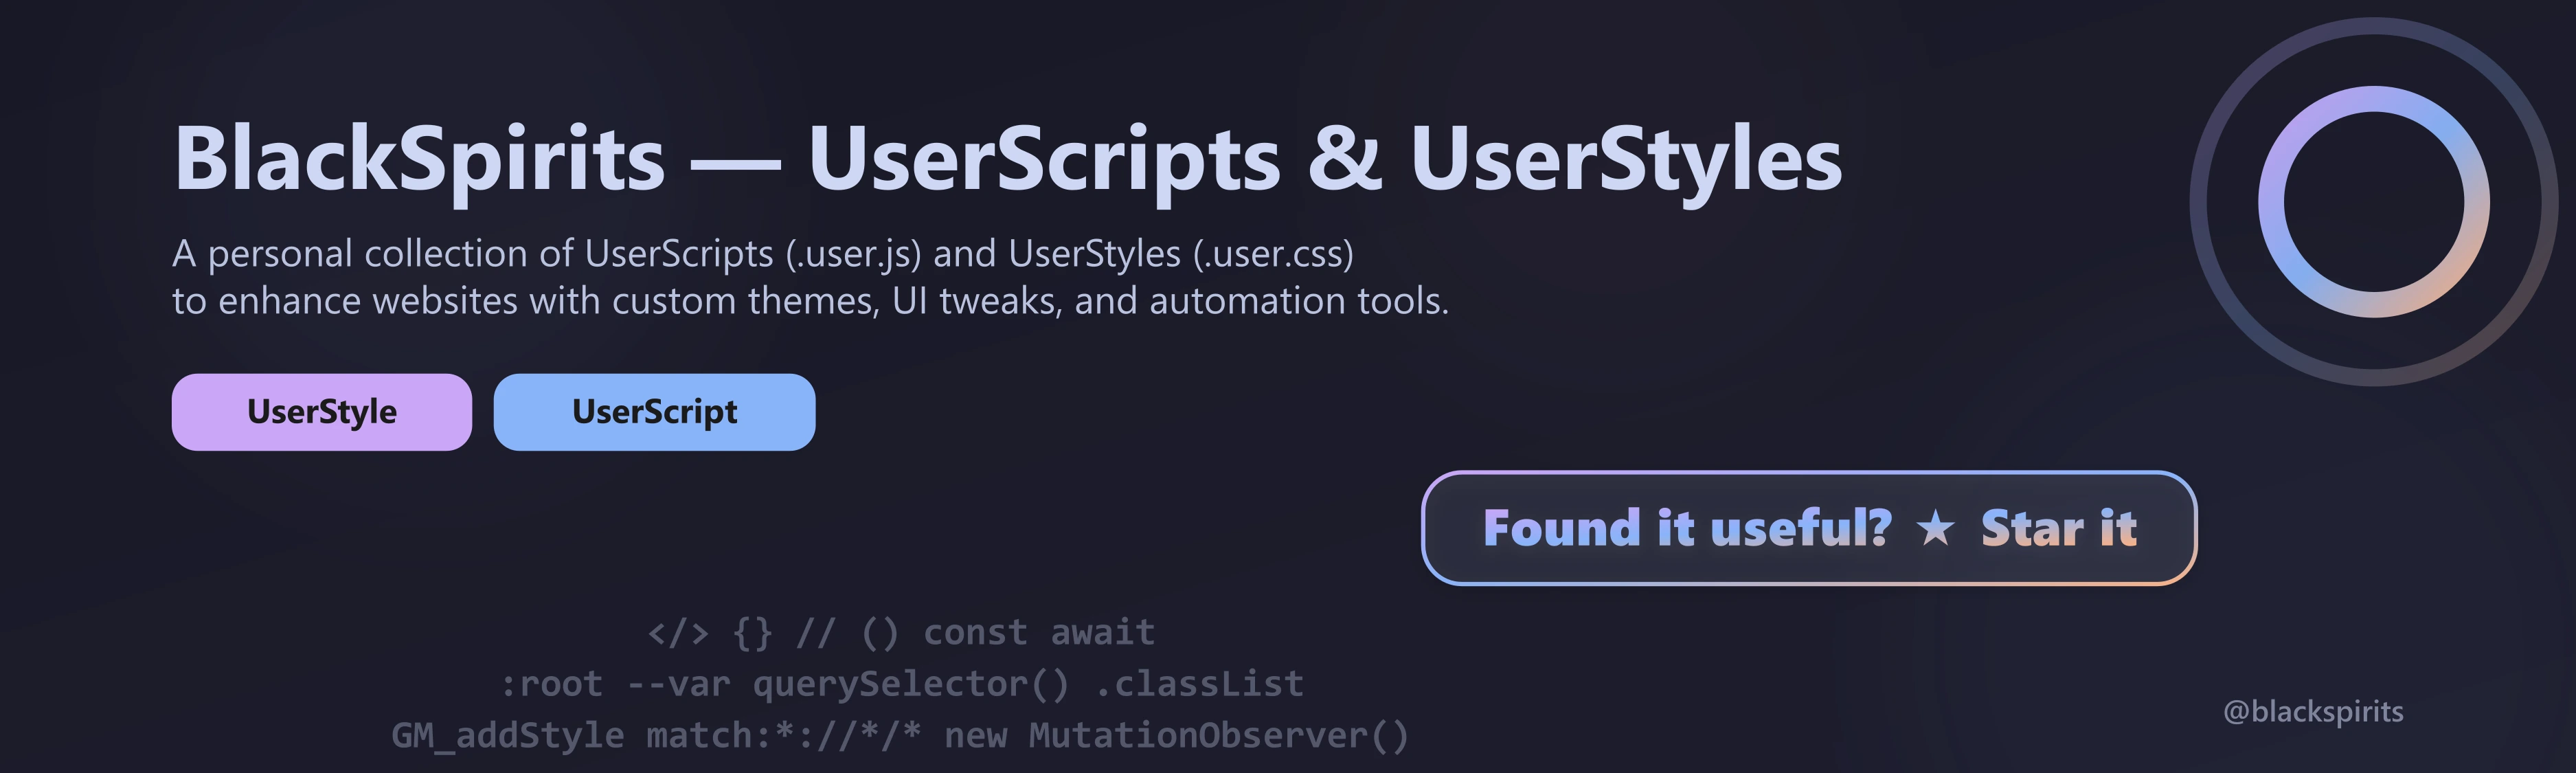 BlackSpirits — UserScripts & UserStyles
A personal collection of UserScripts (.user.js) and UserStyles (.user.css)
to enhance websites with custom themes, UI tweaks, and automation tools.
UserStyle
UserScript
Found it useful? ★ Star it
</> {} // () const await
:root --var querySelector() .classList
GM_addStyle match:*://*/* new MutationObserver()
@blackspirits